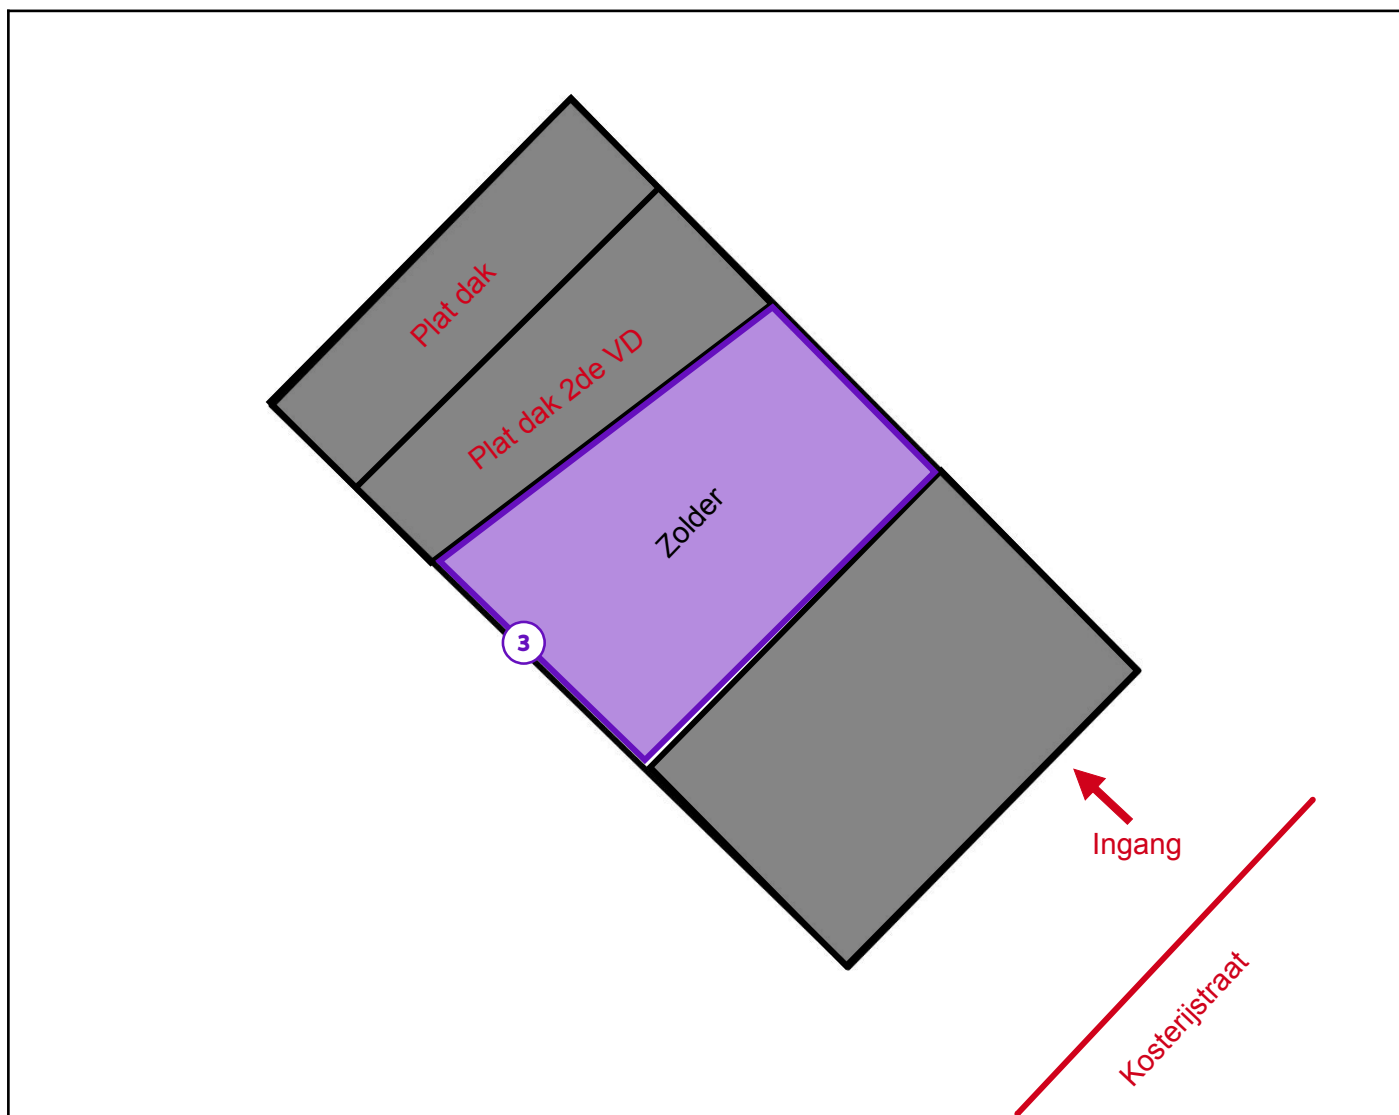 Plat dak
Plat dak 2de VD
Zolder
3
Ingang
Kosterijstraat